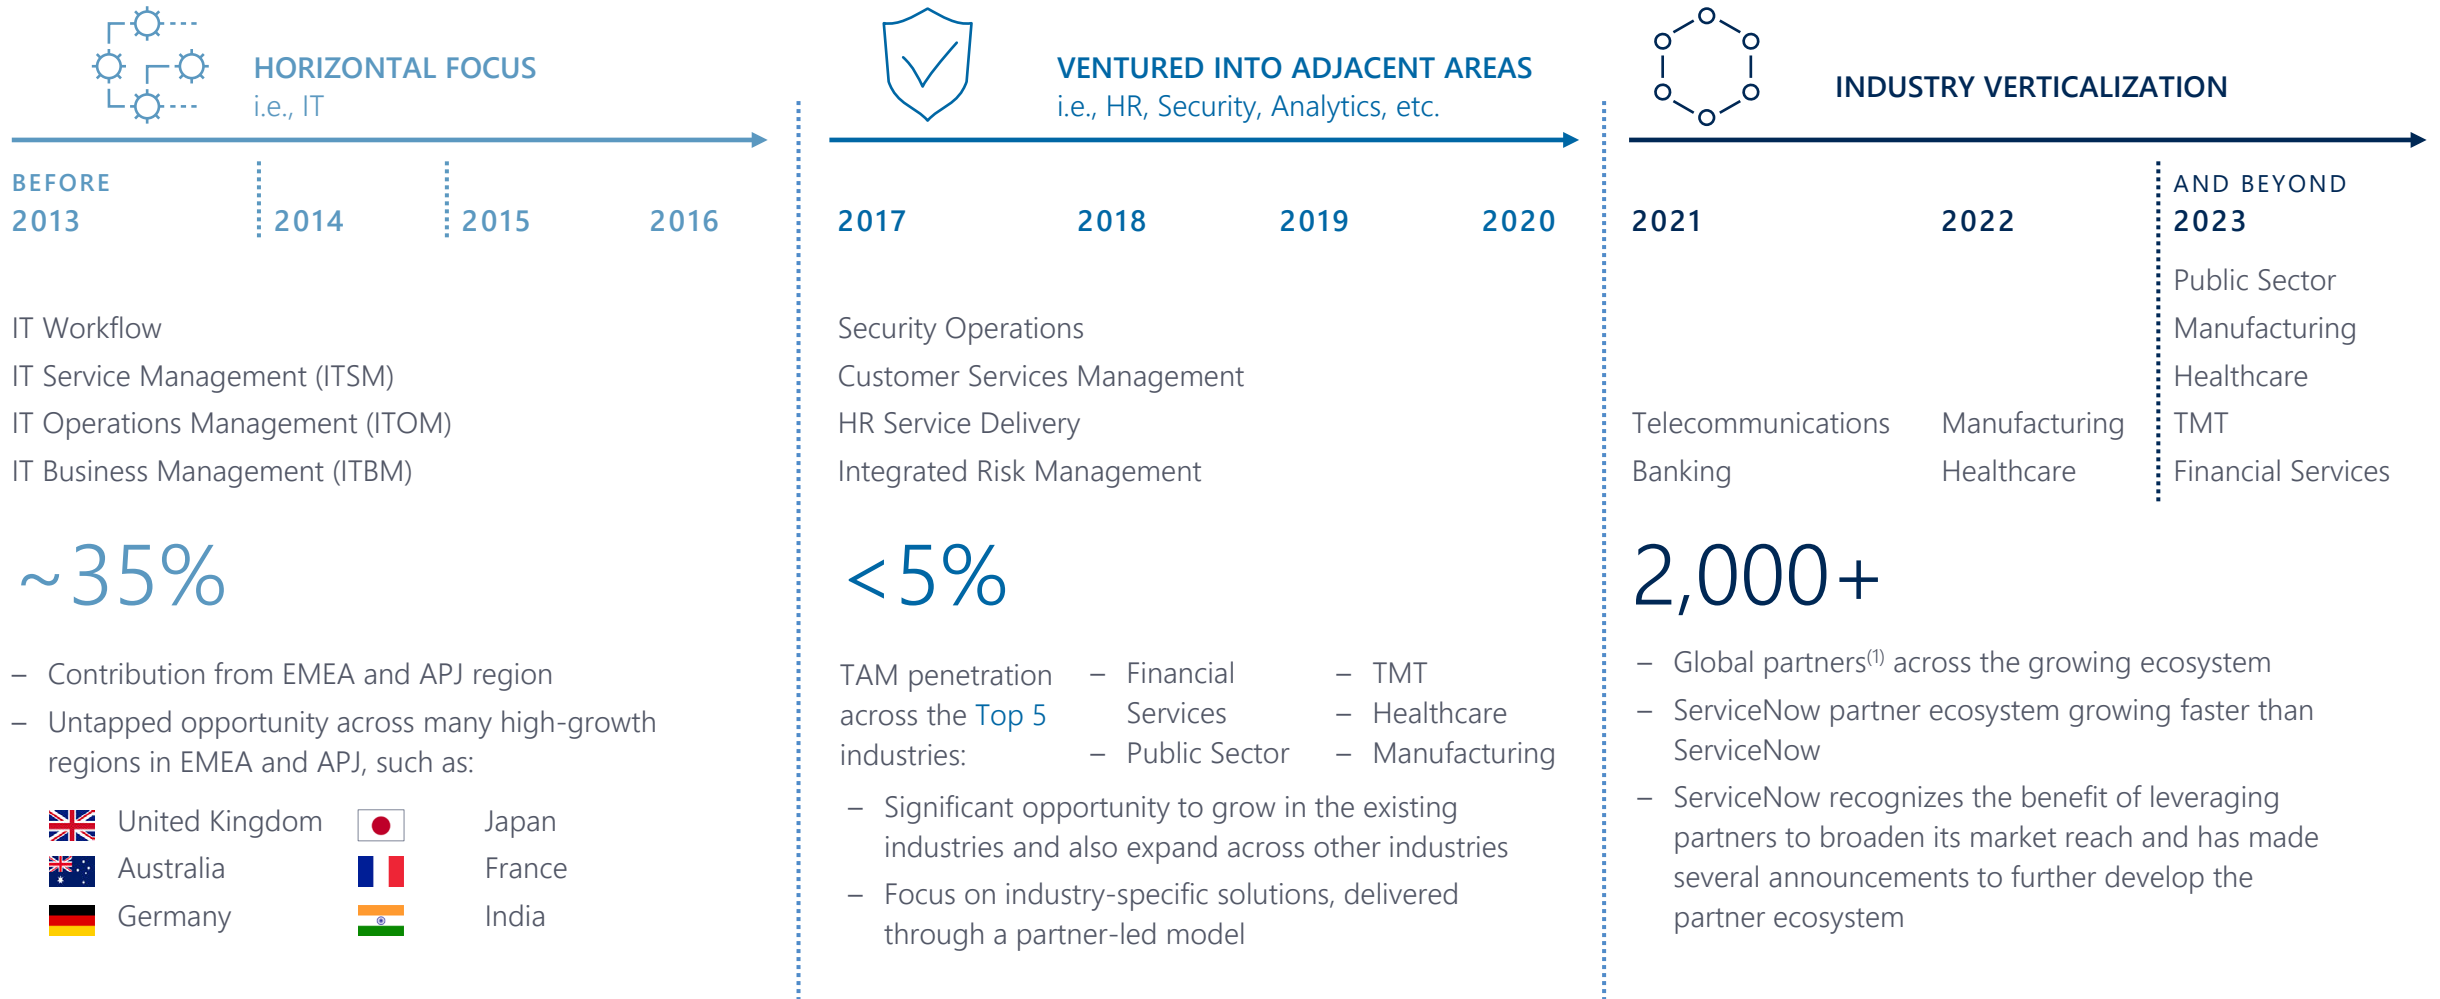 HORIZONTAL FOCUS
i.e., IT
BEFORE
2013
2014
2015
2016
IT Workflow
IT Service Management (ITSM)
IT Operations Management (ITOM)
IT Business Management (ITBM)
~35%
– Contribution from EMEA and APJ region
– Untapped opportunity across many high-growth
regions in EMEA and APJ, such as:
United Kingdom
Japan
Australia
France
Germany
India
VENTURED INTO ADJACENT AREAS
i.e., HR, Security, Analytics, etc.
2017
2018
2019
2020
Security Operations
Customer Services Management
HR Service Delivery
Integrated Risk Management
<5%
TAM penetration
across the Top 5
industries:
– Financial
Services
– Public Sector
– TMT
– Healthcare
– Manufacturing
– Significant opportunity to grow in the existing
industries and also expand across other industries
– Focus on industry-specific solutions, delivered
through a partner-led model
INDUSTRY VERTICALIZATION
2021
2022
AND BEYOND
2023
Telecommunications
Banking
Manufacturing
Healthcare
Public Sector
Manufacturing
Healthcare
TMT
Financial Services
2,000+
– Global partners(1) across the growing ecosystem
– ServiceNow partner ecosystem growing faster than
ServiceNow
– ServiceNow recognizes the benefit of leveraging
partners to broaden its market reach and has made
several announcements to further develop the
partner ecosystem